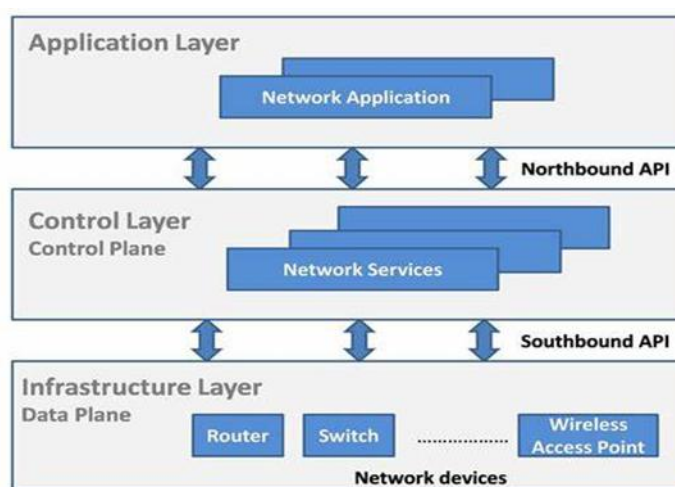 Application Layer
Network Application
Northbound API
Control Layer
Control Plane
Network Services
Southbound API
Infrastructure Layer
Data Plane
Router
Switch
..................
Wireless
Access Point
Network devices